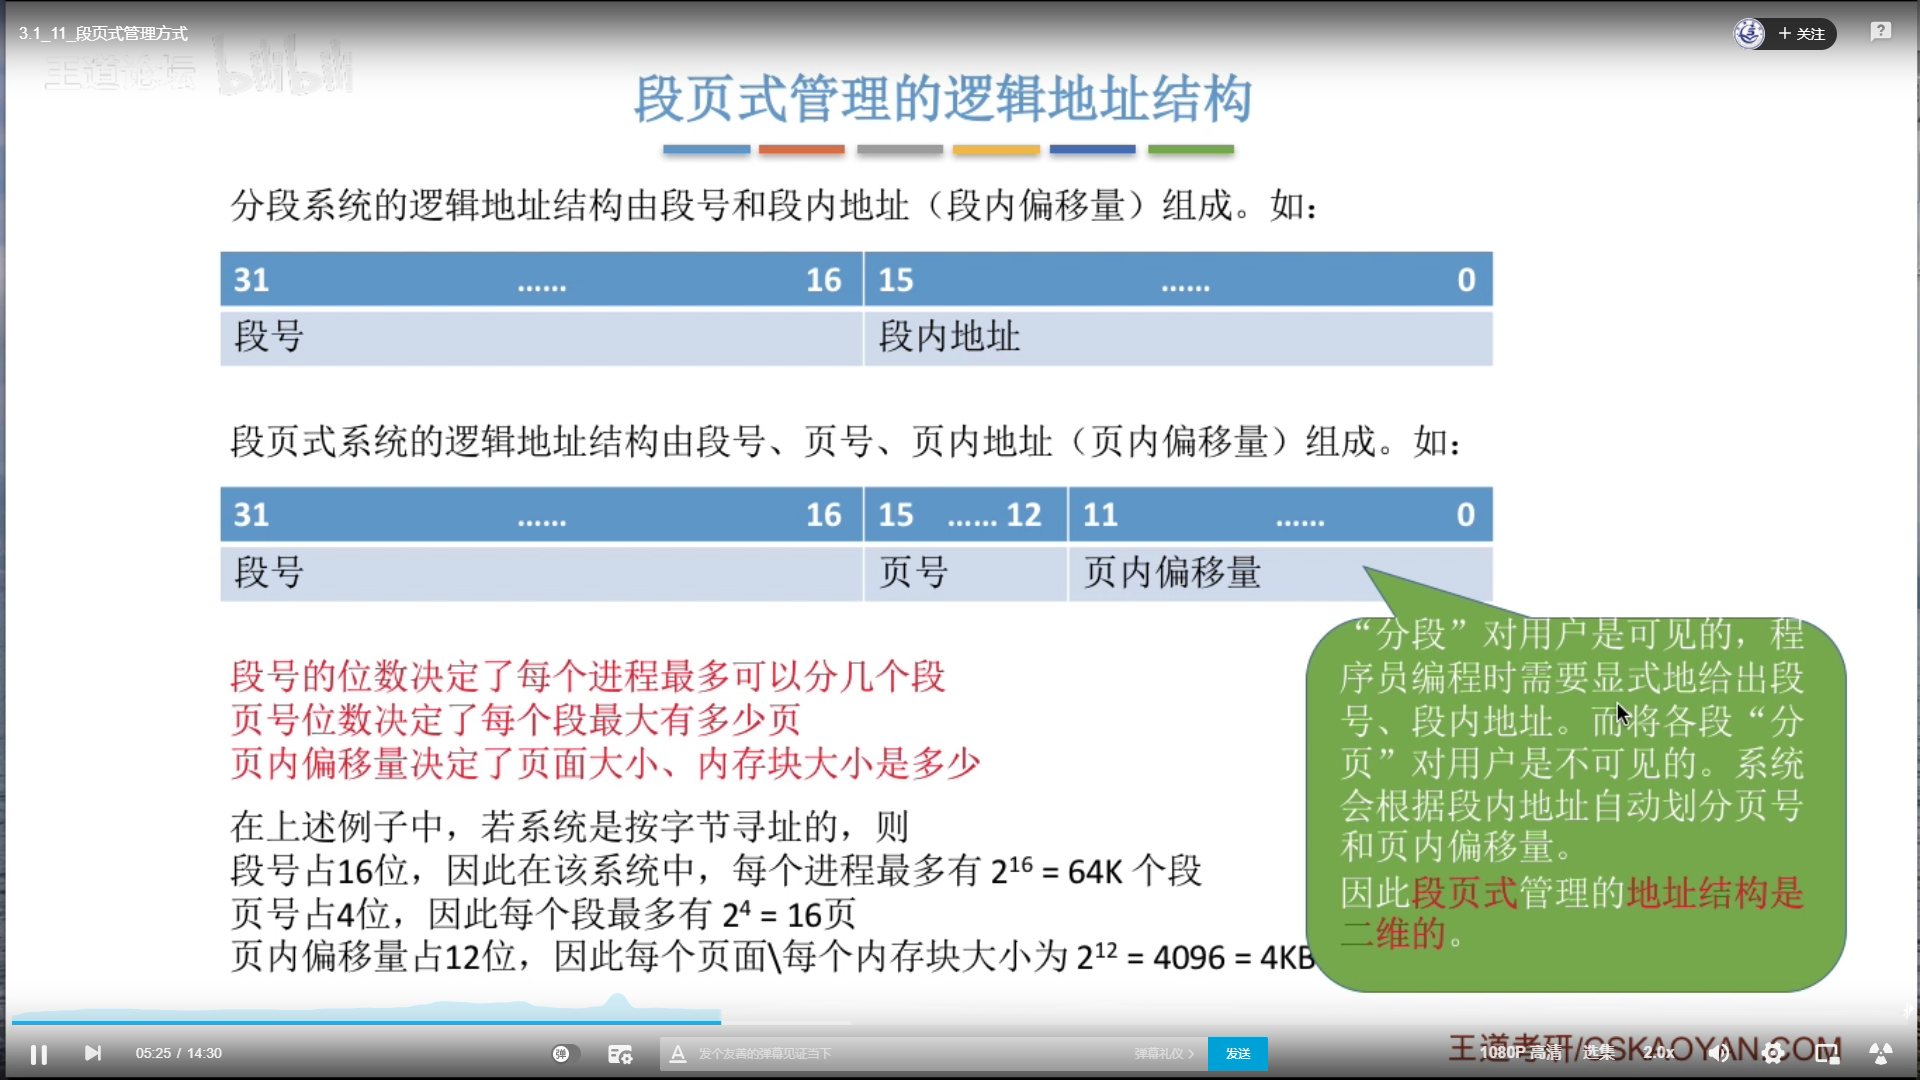 3.1_11_段页式管理方式
+ 关注
王道论坛 bilibili
段页式管理的逻辑地址结构
分段系统的逻辑地址结构由段号和段内地址（段内偏移量）组成。如：
31 …… 16 15 …… 0
段号 段内地址
段页式系统的逻辑地址结构由段号、页号、页内地址（页内偏移量）组成。如：
31 …… 16 15 …… 12 11 …… 0
段号 页号 页内偏移量
段号的位数决定了每个进程最多可以分几个段
页号位数决定了每个段最大有多少页
页内偏移量决定了页面大小、内存块大小是多少
在上述例子中，若系统是按字节寻址的，则
段号占16位，因此在该系统中，每个进程最多有 2¹⁶ = 64K 个段
页号占4位，因此每个段最多有 2⁴ = 16页
页内偏移量占12位，因此每个页面\每个内存块大小为 2¹² = 4096 = 4KB
“分段”对用户是可见的，程
序员编程时需要显式地给出段
号、段内地址。而将各段“分
页”对用户是不可见的。系统
会根据段内地址自动划分页号
和页内偏移量。
因此段页式管理的地址结构是
二维的。
05:25 / 14:30
弹
发个友善的弹幕见证当下
弹幕礼仪 >
发送
王道考研/CSKAOYAN.COM
1080P 高清
选集
2.0x